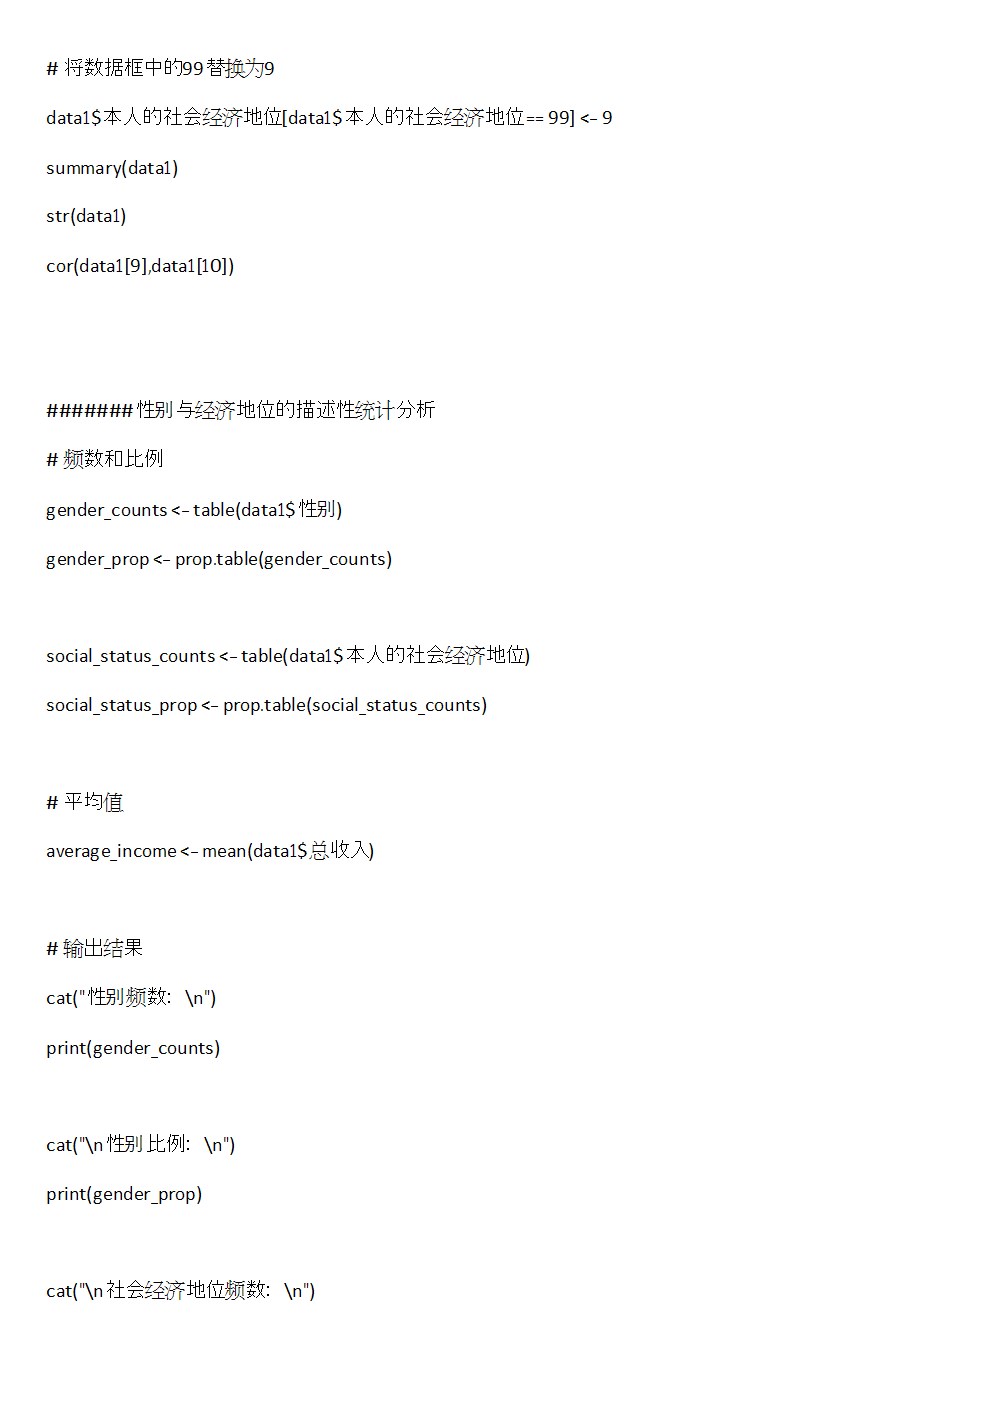 # 将数据框中的99替换为9
data1$本人的社会经济地位[data1$本人的社会经济地位== 99] <- 9
summary(data1)
str(data1)
cor(data1[9],data1[10])
#######性别与经济地位的描述性统计分析
# 频数和比例
gender_counts <- table(data1$性别)
gender_prop <- prop.table(gender_counts)
social_status_counts <- table(data1$本人的社会经济地位)
social_status_prop <- prop.table(social_status_counts)
# 平均值
average_income <- mean(data1$总收入)
# 输出结果
cat("性别频数：\n")
print(gender_counts)
cat("\n性别比例：\n")
print(gender_prop)
cat("\n社会经济地位频数：\n")